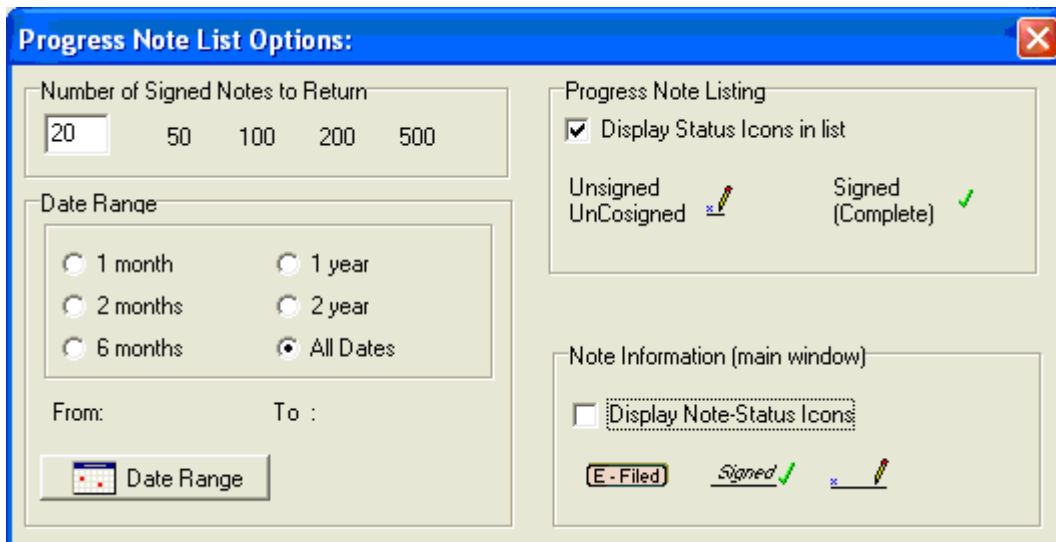 Progress Note List Options:
Number of Signed Notes to Return
20 50 100 200 500
Date Range
1 month 1 year
2 months 2 year
6 months All Dates
From: To :
Date Range
Progress Note Listing
Display Status Icons in list
Unsigned Signed
UnCosigned (Complete)
Note Information (main window)
Display Note-Status Icons
E - Filed Signed